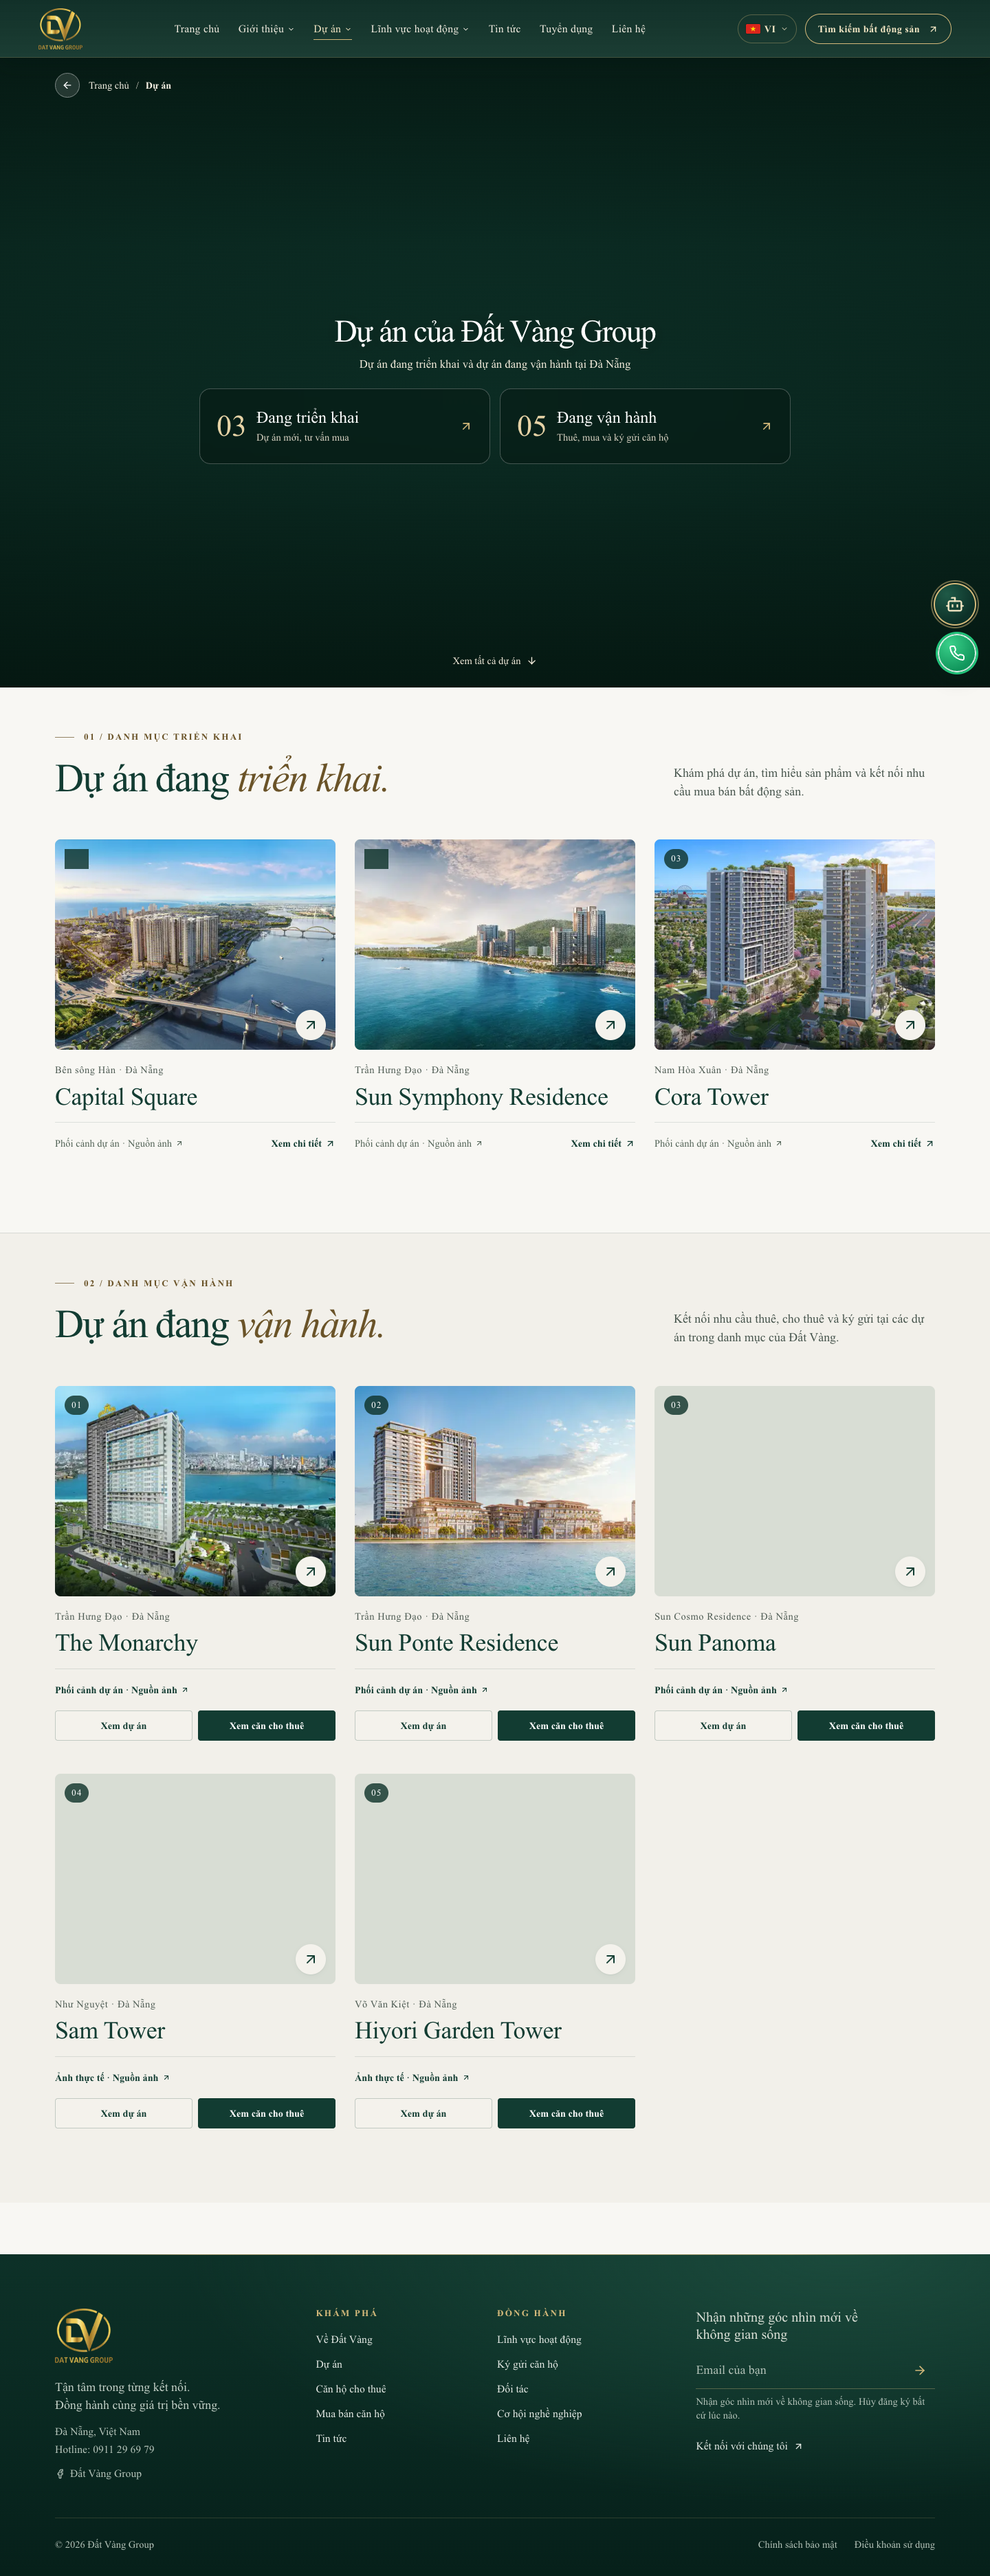 DAT VANG GROUP
Trang chủ
Giới thiệu
Dự án
Lĩnh vực hoạt động
Tin tức
Tuyển dụng
Liên hệ
VI
Tìm kiếm bất động sản
Trang chủ / Dự án
Dự án của Đất Vàng Group
Dự án đang triển khai và dự án đang vận hành tại Đà Nẵng
03
Đang triển khai
Dự án mới, tư vấn mua
05
Đang vận hành
Thuê, mua và ký gửi căn hộ
Xem tất cả dự án
01 / DANH MỤC TRIỂN KHAI
Dự án đang triển khai.
Khám phá dự án, tìm hiểu sản phẩm và kết nối nhu
cầu mua bán bất động sản.
03
Bên sông Hàn · Đà Nẵng
Capital Square
Phối cảnh dự án · Nguồn ảnh
Xem chi tiết
Trần Hưng Đạo · Đà Nẵng
Sun Symphony Residence
Phối cảnh dự án · Nguồn ảnh
Xem chi tiết
Nam Hòa Xuân · Đà Nẵng
Cora Tower
Phối cảnh dự án · Nguồn ảnh
Xem chi tiết
02 / DANH MỤC VẬN HÀNH
Dự án đang vận hành.
Kết nối nhu cầu thuê, cho thuê và ký gửi tại các dự
án trong danh mục của Đất Vàng.
01
Trần Hưng Đạo · Đà Nẵng
The Monarchy
Phối cảnh dự án · Nguồn ảnh
Xem dự án
Xem căn cho thuê
02
Trần Hưng Đạo · Đà Nẵng
Sun Ponte Residence
Phối cảnh dự án · Nguồn ảnh
Xem dự án
Xem căn cho thuê
03
Sun Cosmo Residence · Đà Nẵng
Sun Panoma
Phối cảnh dự án · Nguồn ảnh
Xem dự án
Xem căn cho thuê
04
Như Nguyệt · Đà Nẵng
Sam Tower
Ảnh thực tế · Nguồn ảnh
Xem dự án
Xem căn cho thuê
05
Võ Văn Kiệt · Đà Nẵng
Hiyori Garden Tower
Ảnh thực tế · Nguồn ảnh
Xem dự án
Xem căn cho thuê
DAT VANG GROUP
Tận tâm trong từng kết nối.
Đồng hành cùng giá trị bền vững.
Đà Nẵng, Việt Nam
Hotline: 0911 29 69 79
Đất Vàng Group
KHÁM PHÁ
Về Đất Vàng
Dự án
Căn hộ cho thuê
Mua bán căn hộ
Tin tức
ĐỒNG HÀNH
Lĩnh vực hoạt động
Ký gửi căn hộ
Đối tác
Cơ hội nghề nghiệp
Liên hệ
Nhận những góc nhìn mới về
không gian sống
Email của bạn
Nhận góc nhìn mới về không gian sống. Hủy đăng ký bất
cứ lúc nào.
Kết nối với chúng tôi
© 2026 Đất Vàng Group
Chính sách bảo mật
Điều khoản sử dụng